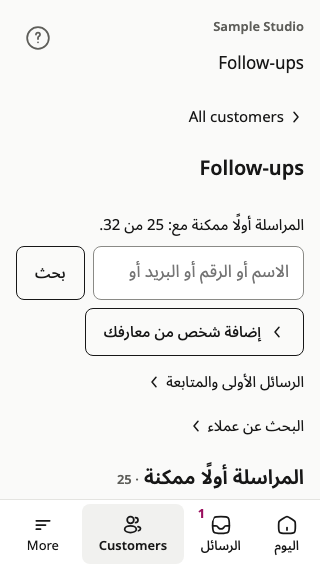 Sample Studio
Follow-ups
All customers
Follow-ups
المراسلة أولًا ممكنة مع: 25 من 32.
الاسم أو الرقم أو البريد أو
بحث
إضافة شخص من معارفك
الرسائل الأولى والمتابعة
البحث عن عملاء
المراسلة أولًا ممكنة · 25
اليوم
الرسائل 1
Customers
More